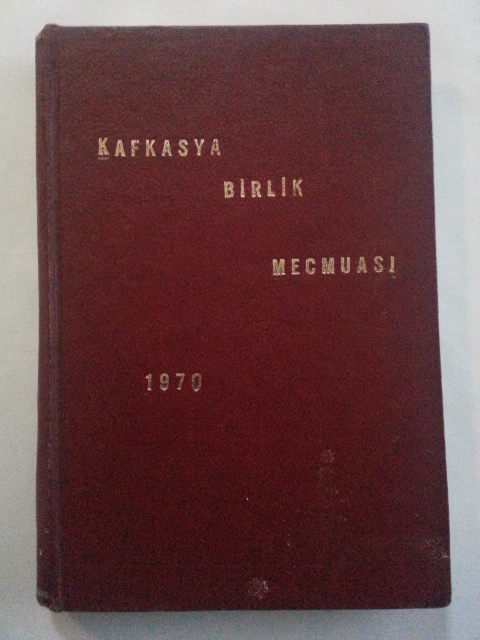 KAFKASYA
BİRLİK
MECMUASI
1970